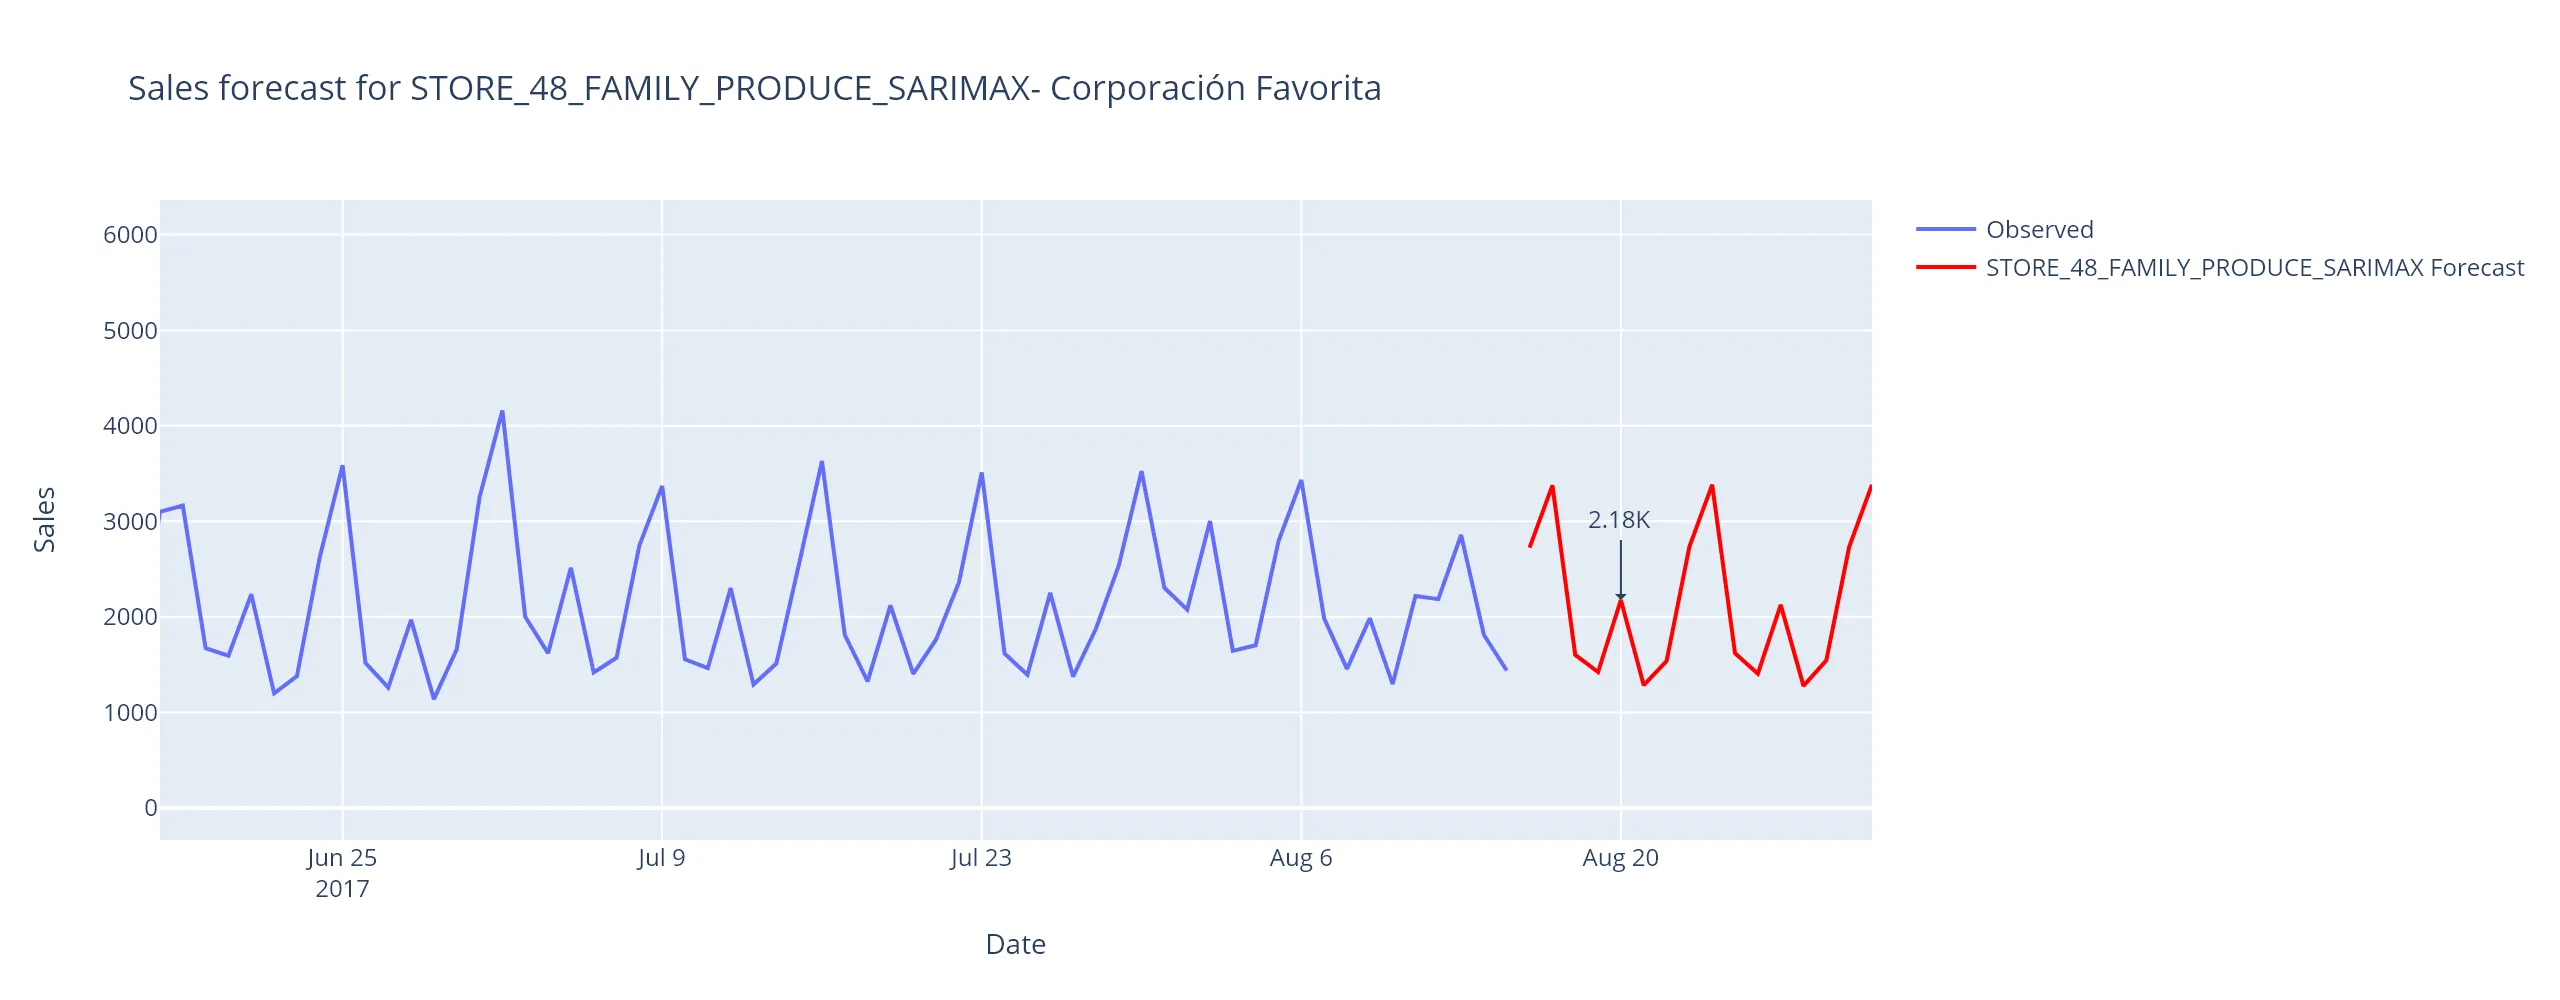 Sales forecast for STORE_48_FAMILY_PRODUCE_SARIMAX- Corporación Favorita
Observed
STORE_48_FAMILY_PRODUCE_SARIMAX Forecast
6000
5000
4000
3000
2000
1000
0
Sales
2.18K
Jun 25
2017
Jul 9
Jul 23
Aug 6
Aug 20
Date